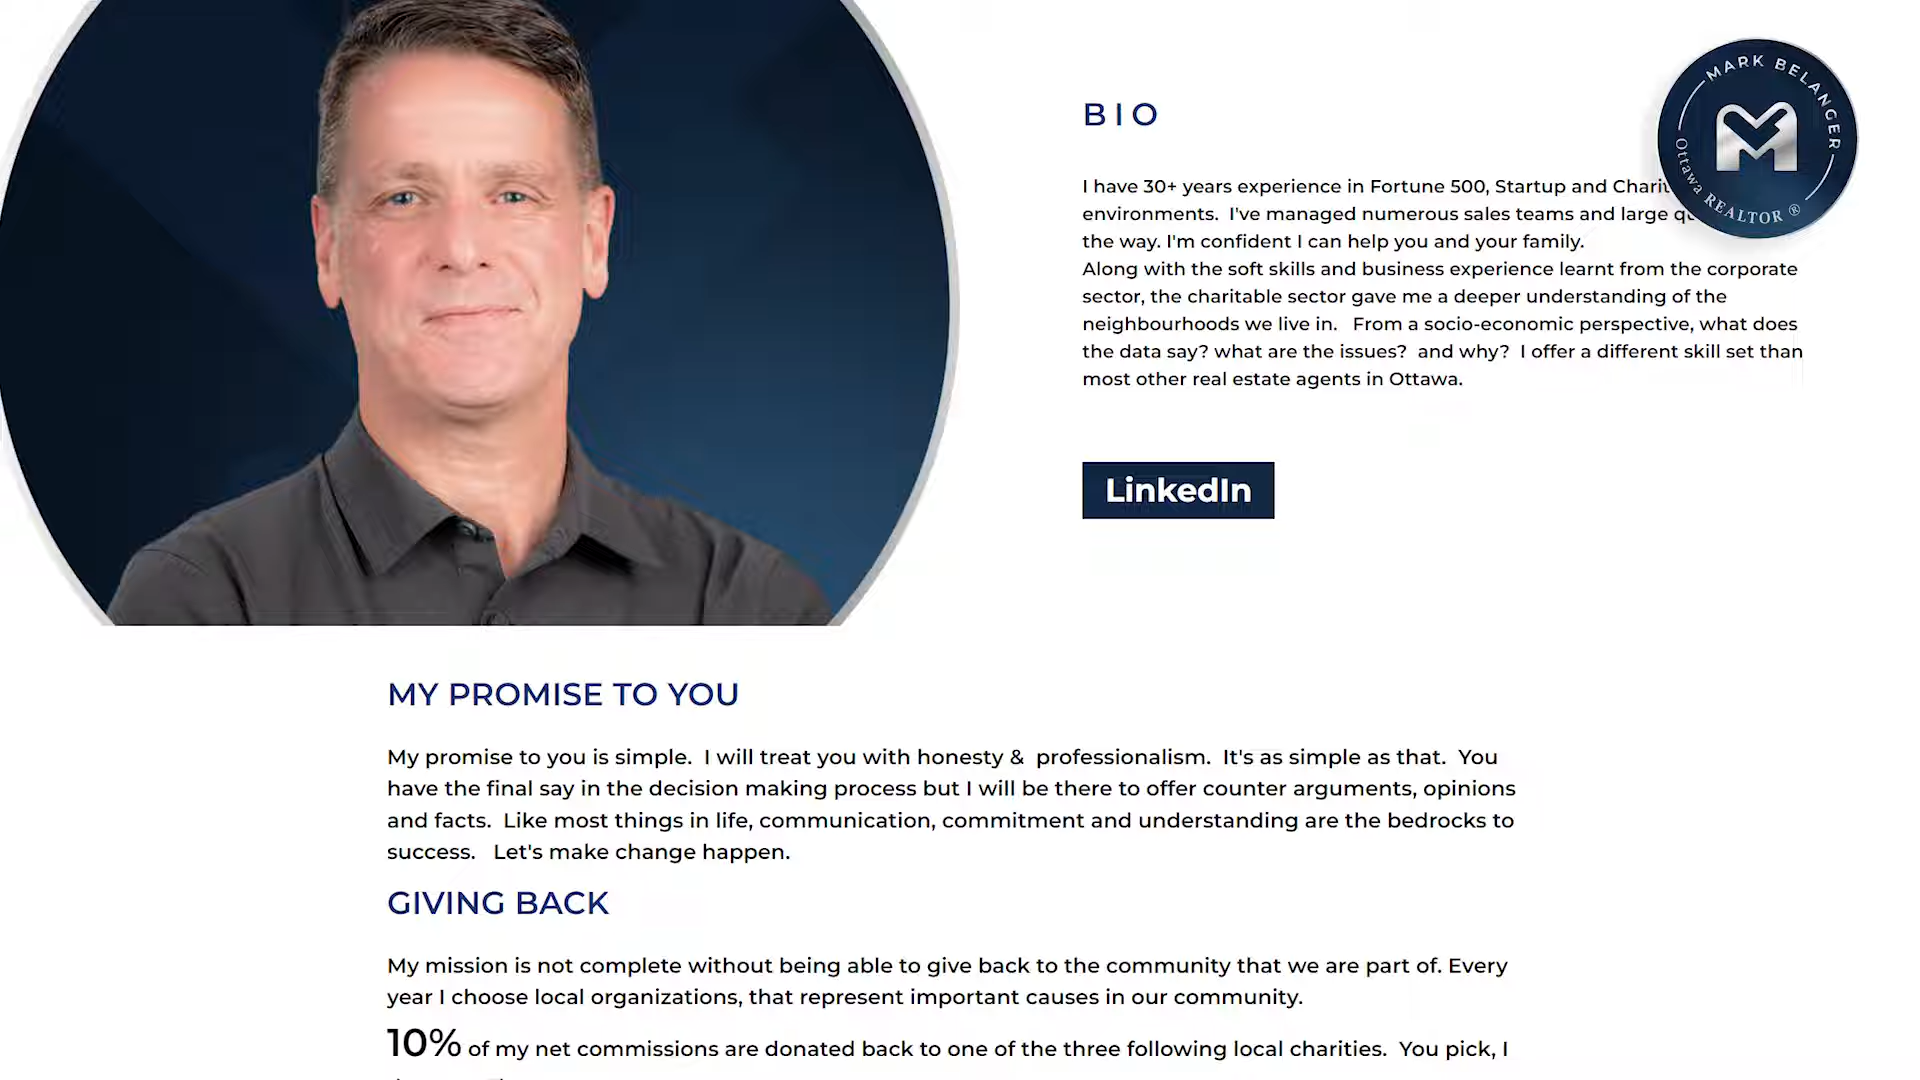 MARK BELANGER
Ottawa REALTOR ®
BIO
I have 30+ years experience in Fortune 500, Startup and
environments.  I've managed numerous sales teams and large
the way. I'm confident I can help you and your family.
Along with the soft skills and business experience learnt from the corporate
sector, the charitable sector gave me a deeper understanding of the
neighbourhoods we live in.   From a socio-economic perspective, what does
the data say? what are the issues?  and why?  I offer a different skill set than
most other real estate agents in Ottawa.
LinkedIn
MY PROMISE TO YOU
My promise to you is simple.  I will treat you with honesty &  professionalism.  It's as simple as that.  You
have the final say in the decision making process but I will be there to offer counter arguments, opinions
and facts.  Like most things in life, communication, commitment and understanding are the bedrocks to
success.   Let's make change happen.
GIVING BACK
My mission is not complete without being able to give back to the community that we are part of. Every
year I choose local organizations, that represent important causes in our community.
10% of my net commissions are donated back to one of the three following local charities.  You pick, I